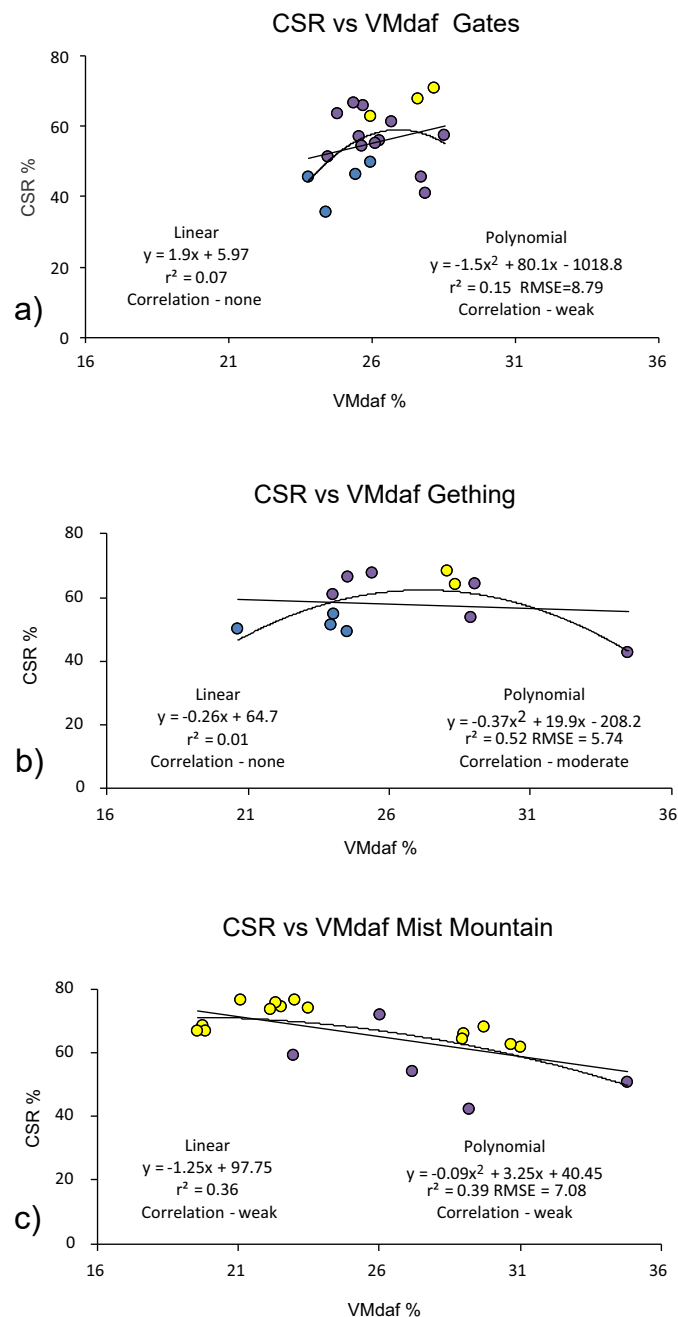 CSR vs VMdaf  Gates
80
60
40
20
0
CSR %
Linear
y = 1.9x + 5.97
r² = 0.07
Correlation - none
Polynomial
y = -1.5x² + 80.1x - 1018.8
r² = 0.15  RMSE=8.79
Correlation - weak
a)
16 21 26 31 36
VMdaf %
CSR vs VMdaf Gething
80
60
40
20
0
CSR %
Linear
y = -0.26x + 64.7
r² = 0.01
Correlation - none
Polynomial
y = -0.37x² + 19.9x - 208.2
r² = 0.52 RMSE = 5.74
Correlation - moderate
b)
16 21 26 31 36
VMdaf %
CSR vs VMdaf Mist Mountain
80
60
40
20
0
CSR %
Linear
y = -1.25x + 97.75
r² = 0.36
Correlation - weak
Polynomial
y = -0.09x² + 3.25x + 40.45
r² = 0.39 RMSE = 7.08
Correlation - weak
c)
16 21 26 31 36
VMdaf %